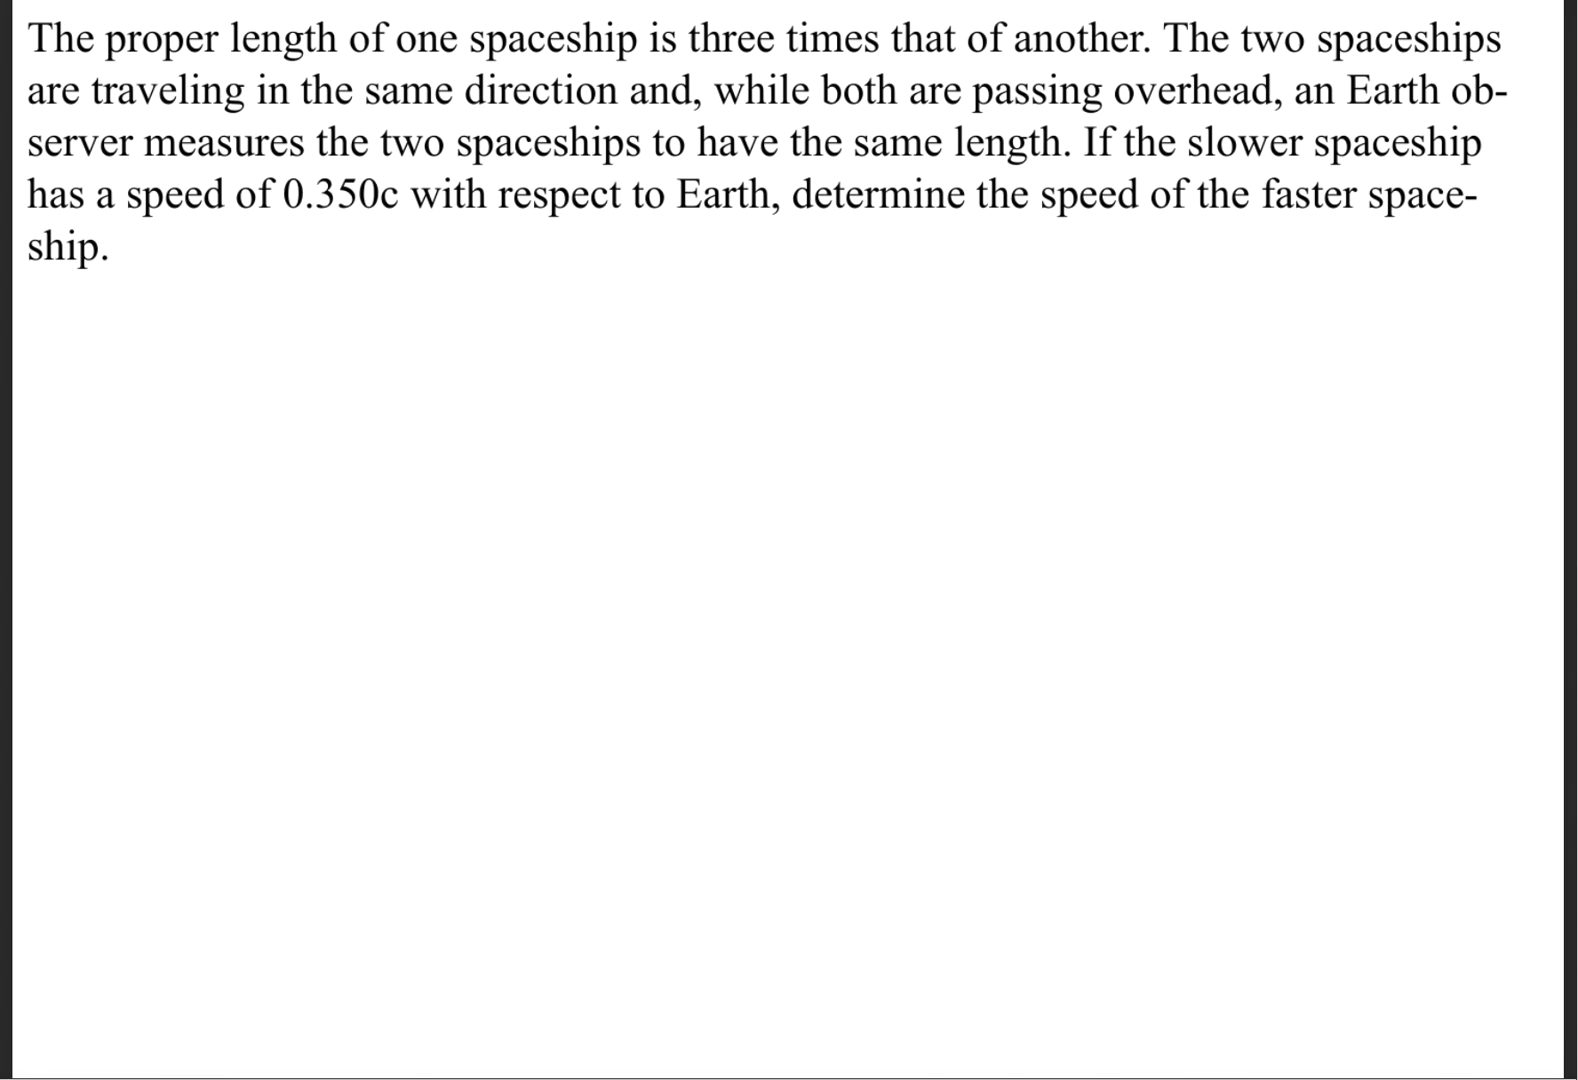 The proper length of one spaceship is three times that of another. The two spaceships
are traveling in the same direction and, while both are passing overhead, an Earth ob-
server measures the two spaceships to have the same length. If the slower spaceship
has a speed of 0.350c with respect to Earth, determine the speed of the faster space-
ship.